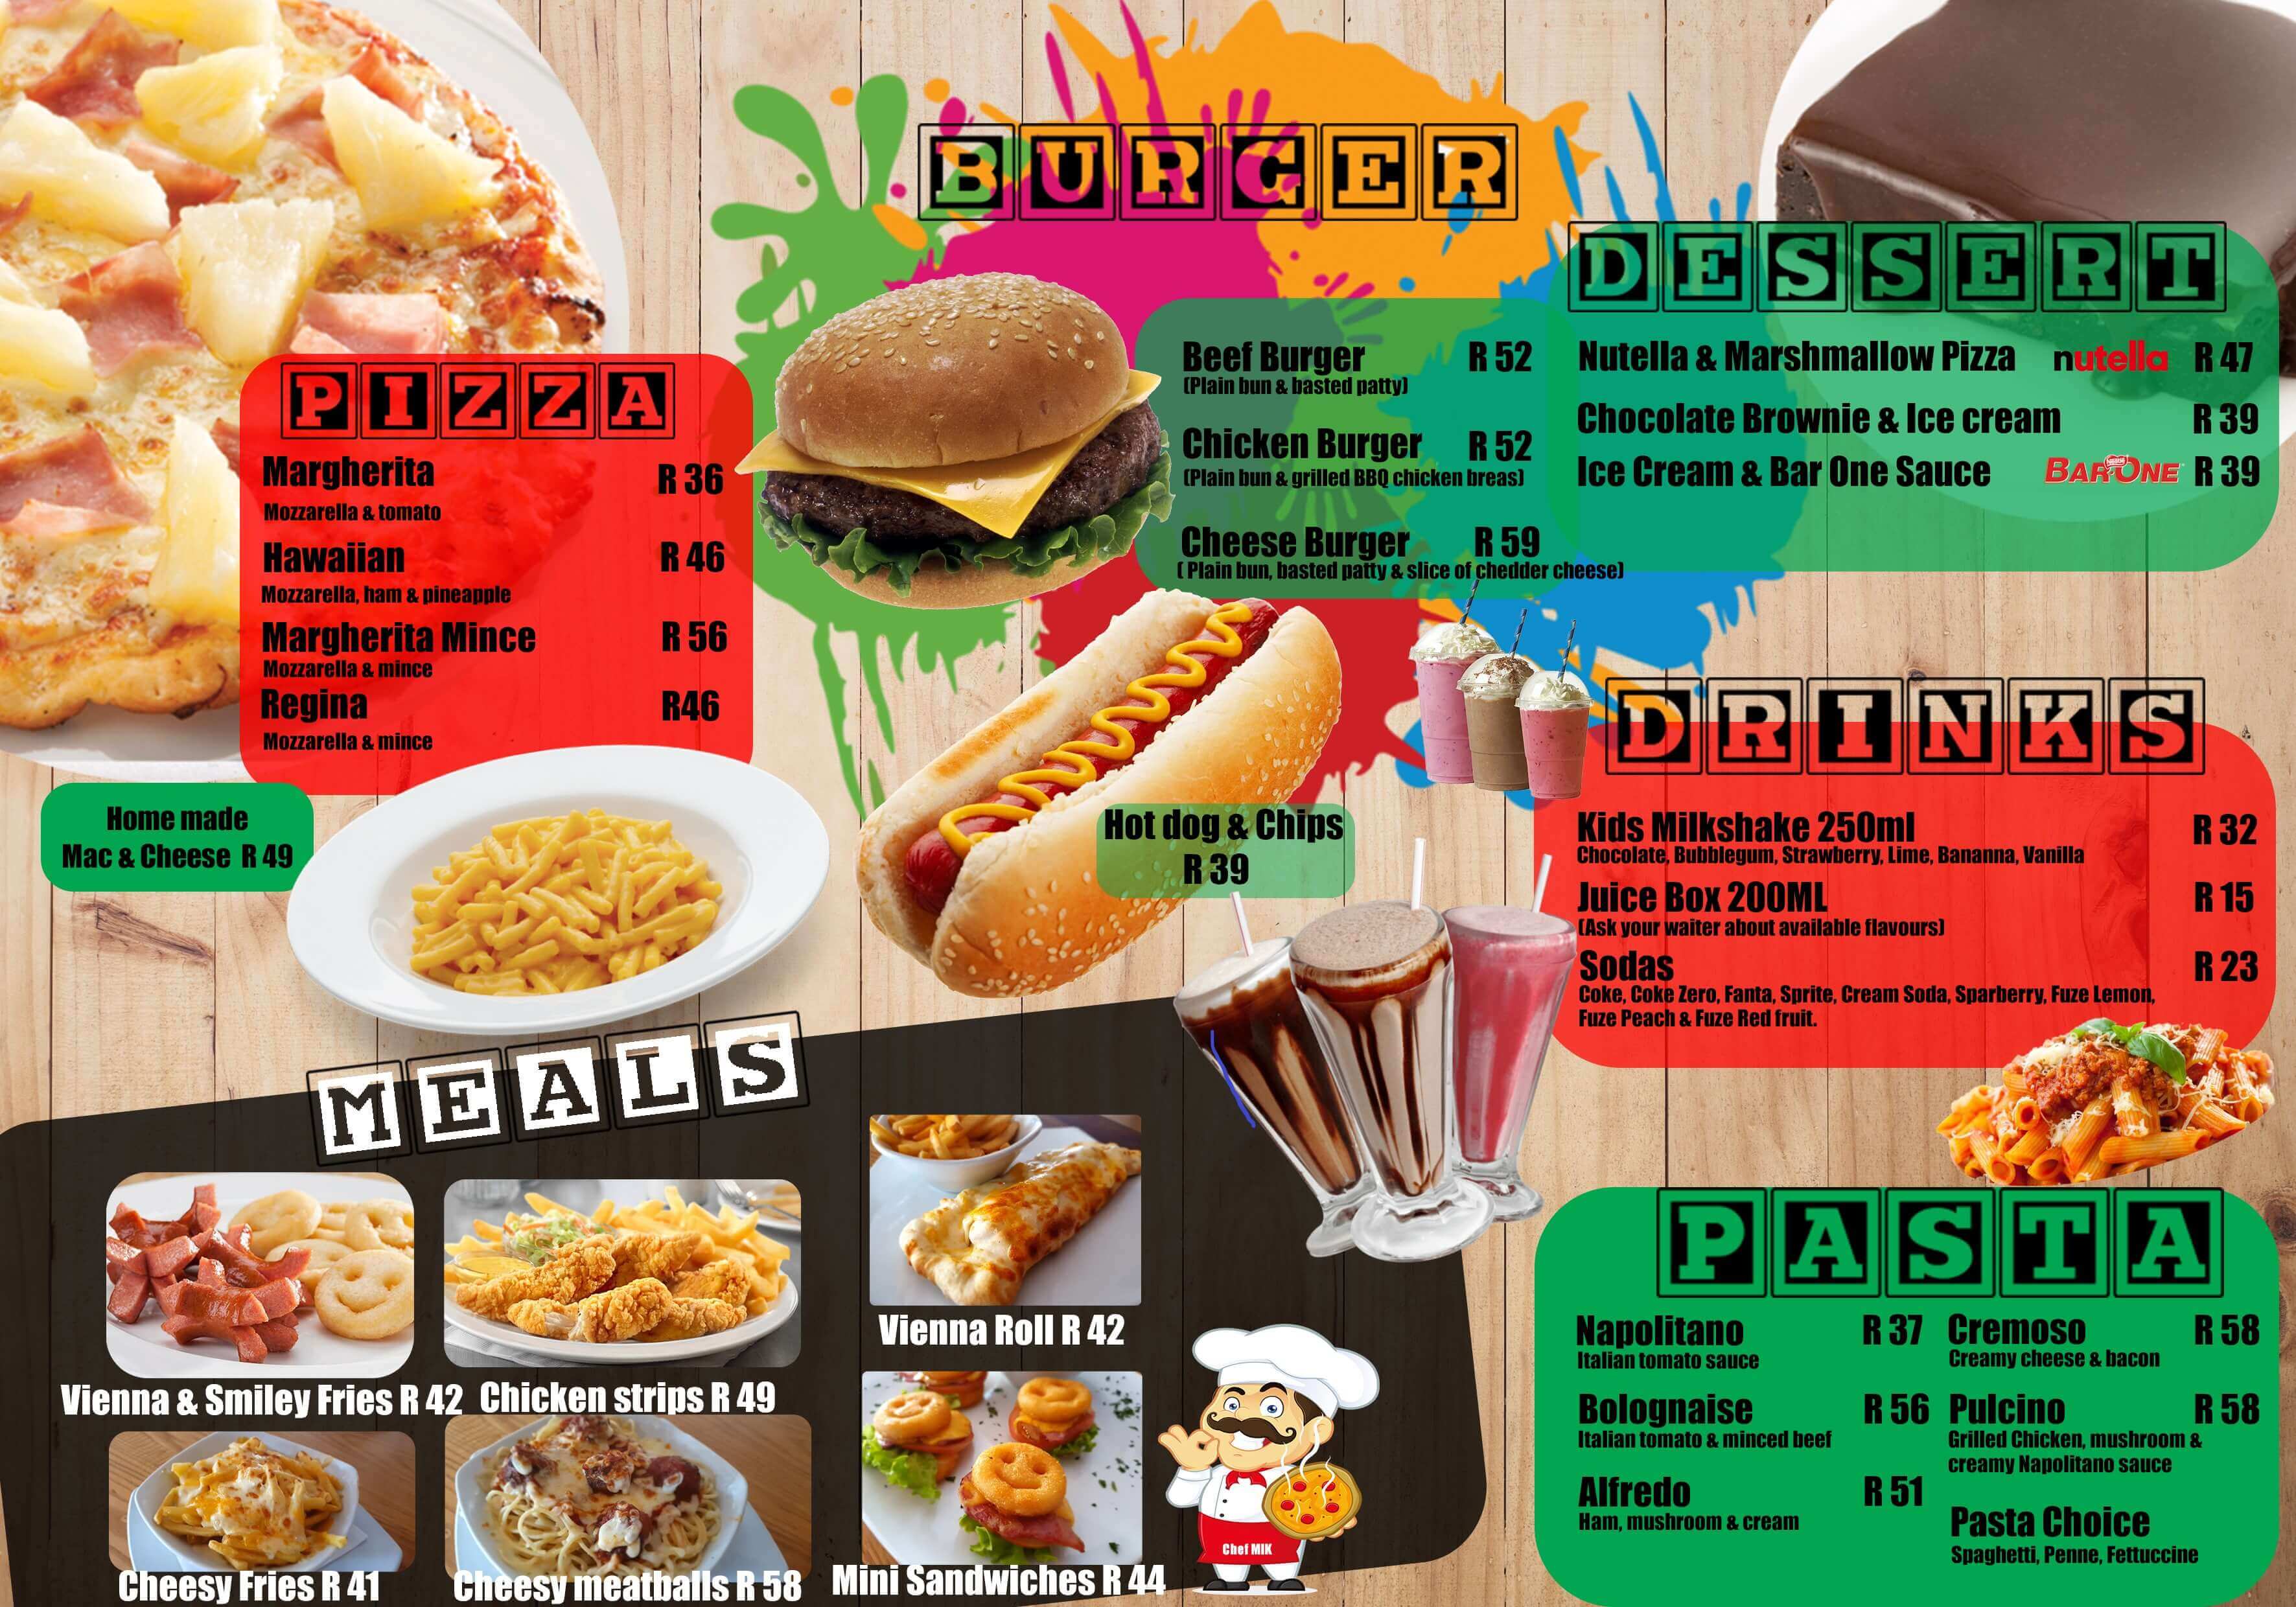 PIZZA
Margherita R 36
Mozzarella & tomato
Hawaiian R 46
Mozzarella, ham & pineapple
Margherita Mince R 56
Mozzarella & mince
Regina R46
Mozzarella & mince
Home made
Mac & Cheese R 49
BURGER
Beef Burger R 52
(Plain bun & basted patty)
Chicken Burger R 52
(Plain bun & grilled BBQ chicken breas)
Cheese Burger R 59
( Plain bun, basted patty & slice of chedder cheese)
Hot dog & Chips
R 39
DESSERT
Nutella & Marshmallow Pizza nutella R 47
Chocolate Brownie & Ice cream R 39
Ice Cream & Bar One Sauce BAR ONE R 39
DRINKS
Kids Milkshake 250ml R 32
Chocolate, Bubblegum, Strawberry, Lime, Bananna, Vanilla
Juice Box 200ML R 15
(Ask your waiter about available flavours)
Sodas R 23
Coke, Coke Zero, Fanta, Sprite, Cream Soda, Sparberry, Fuze Lemon,
Fuze Peach & Fuze Red fruit.
MEALS
Vienna & Smiley Fries R 42
Chicken strips R 49
Vienna Roll R 42
Cheesy Fries R 41
Cheesy meatballs R 58
Mini Sandwiches R 44
Chef MIK
PASTA
Napolitano R 37
Italian tomato sauce
Bolognaise R 56
Italian tomato & minced beef
Alfredo R 51
Ham, mushroom & cream
Cremoso R 58
Creamy cheese & bacon
Pulcino R 58
Grilled Chicken, mushroom &
creamy Napolitano sauce
Pasta Choice
Spaghetti, Penne, Fettuccine